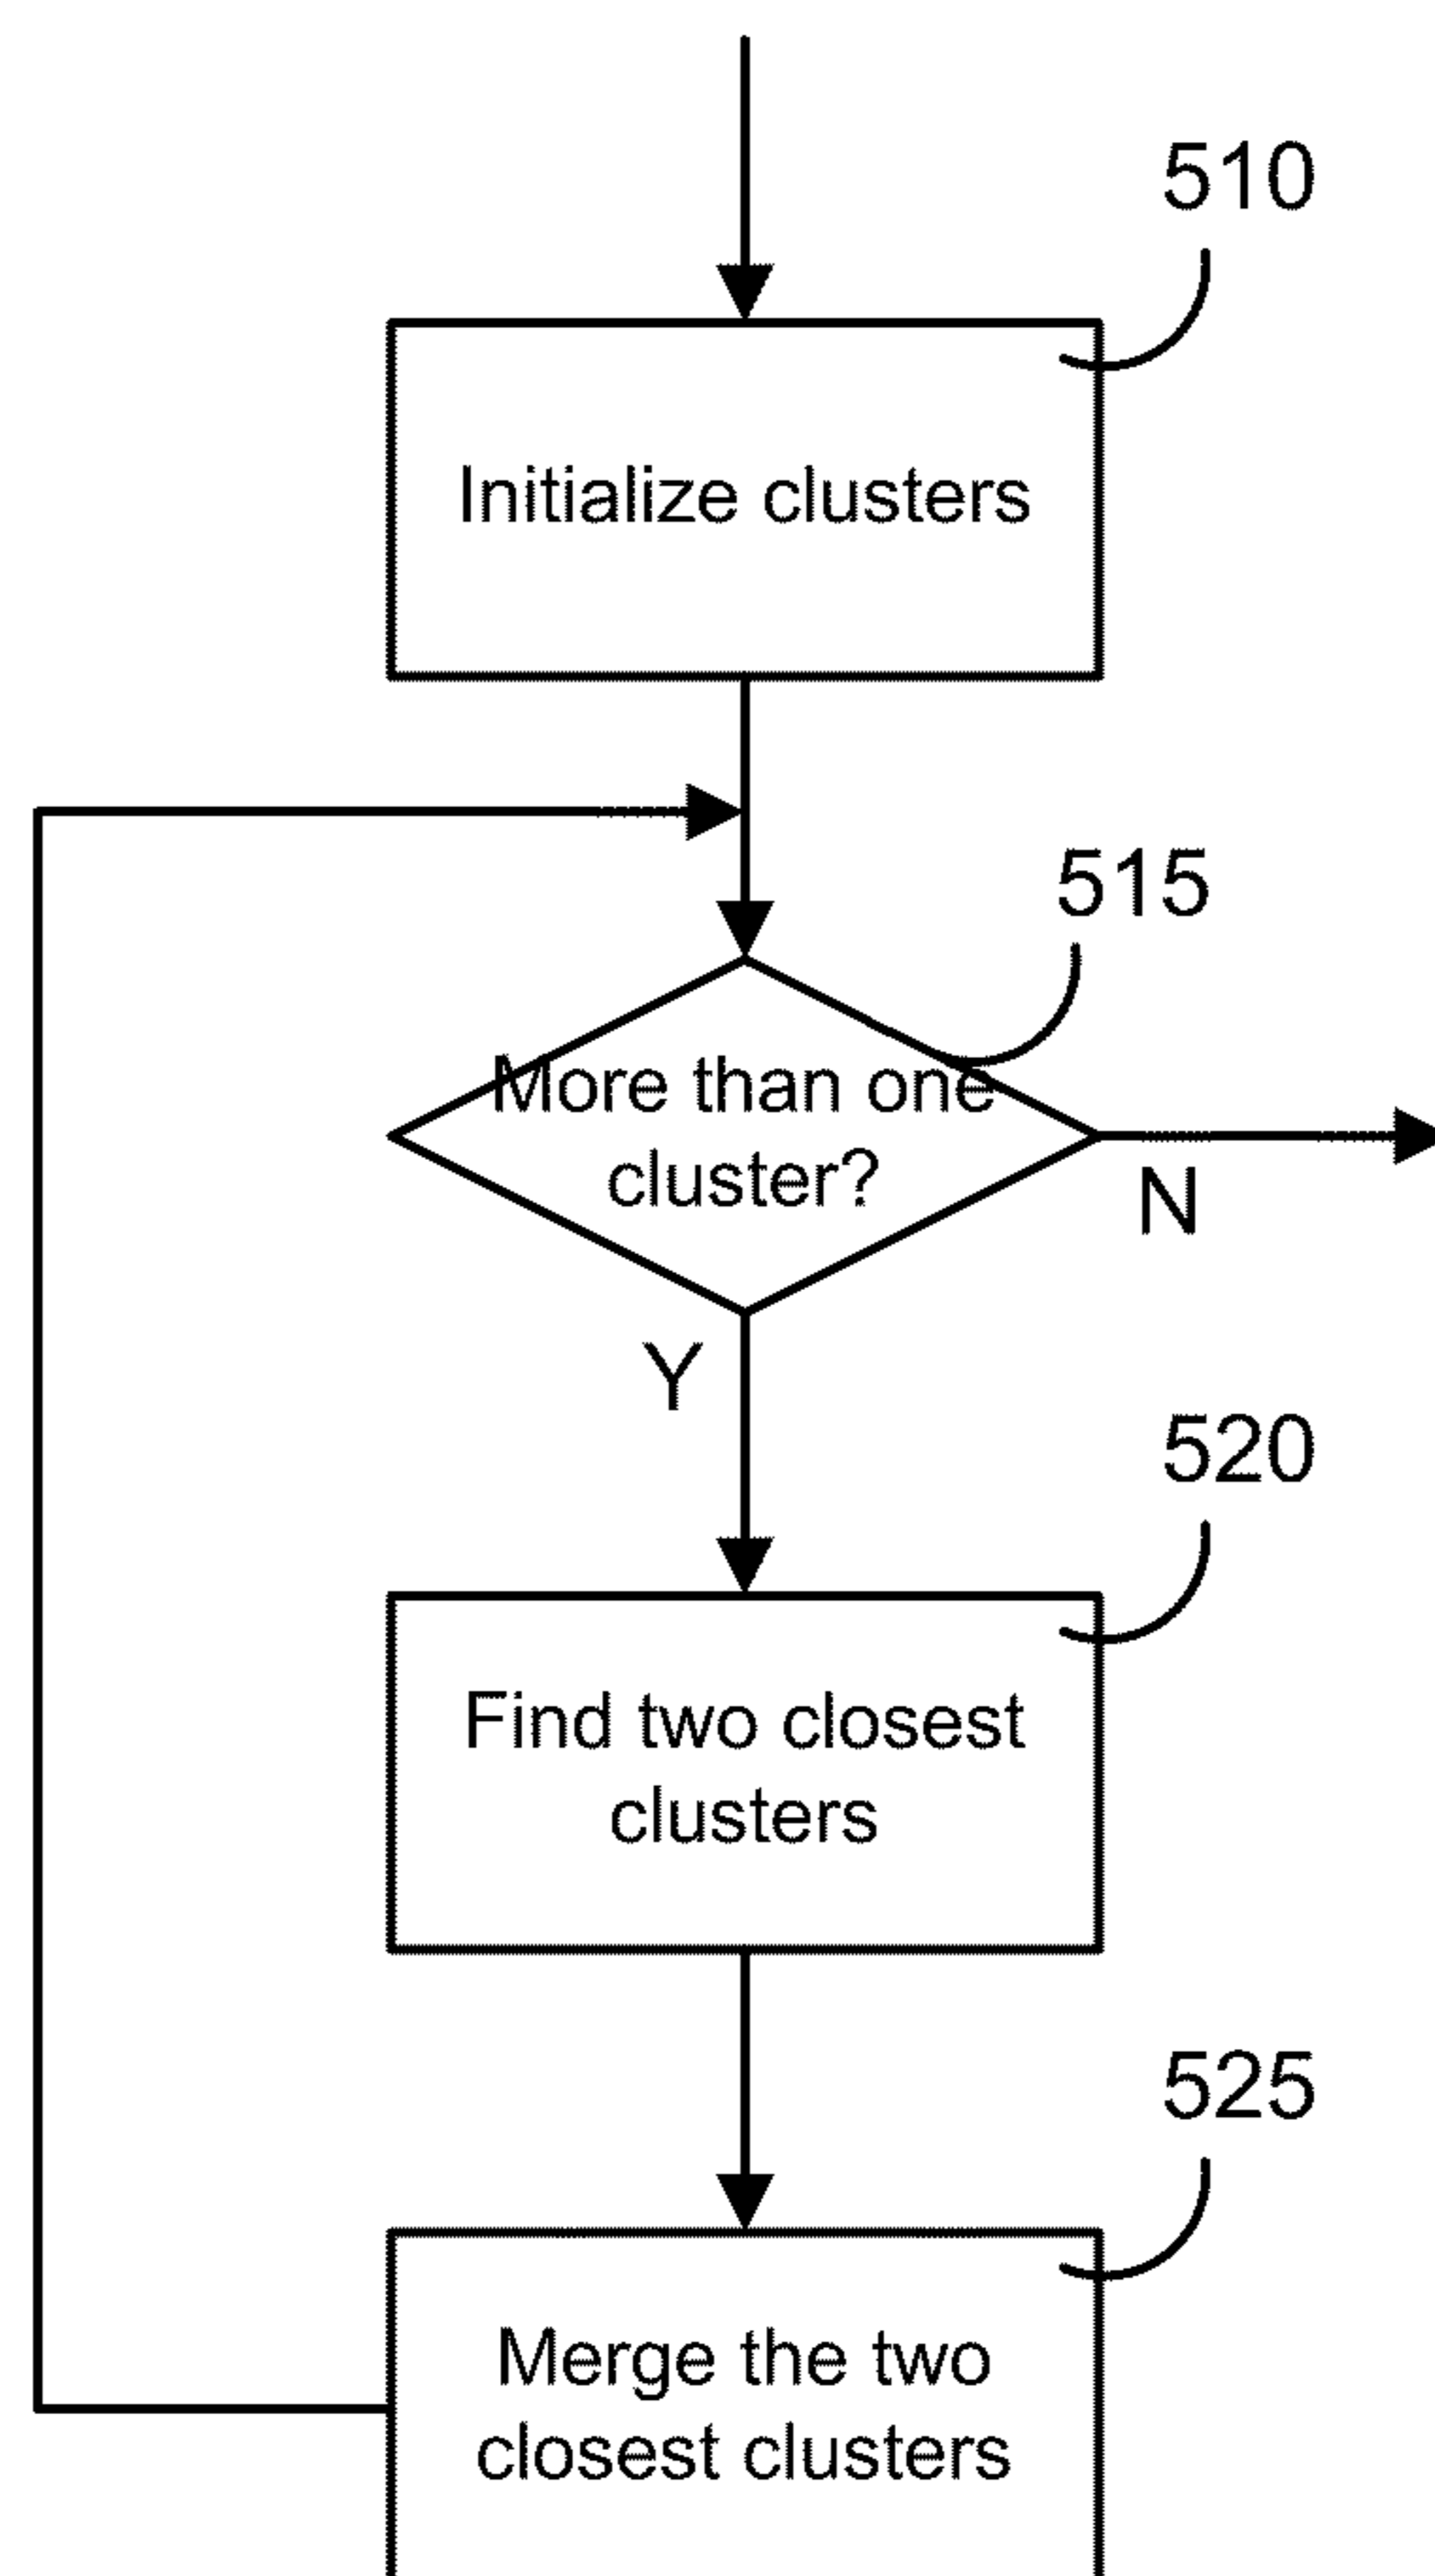 510
Initialize clusters
515
More than one
cluster?
N
Y
520
Find two closest
clusters
525
Merge the two
closest clusters